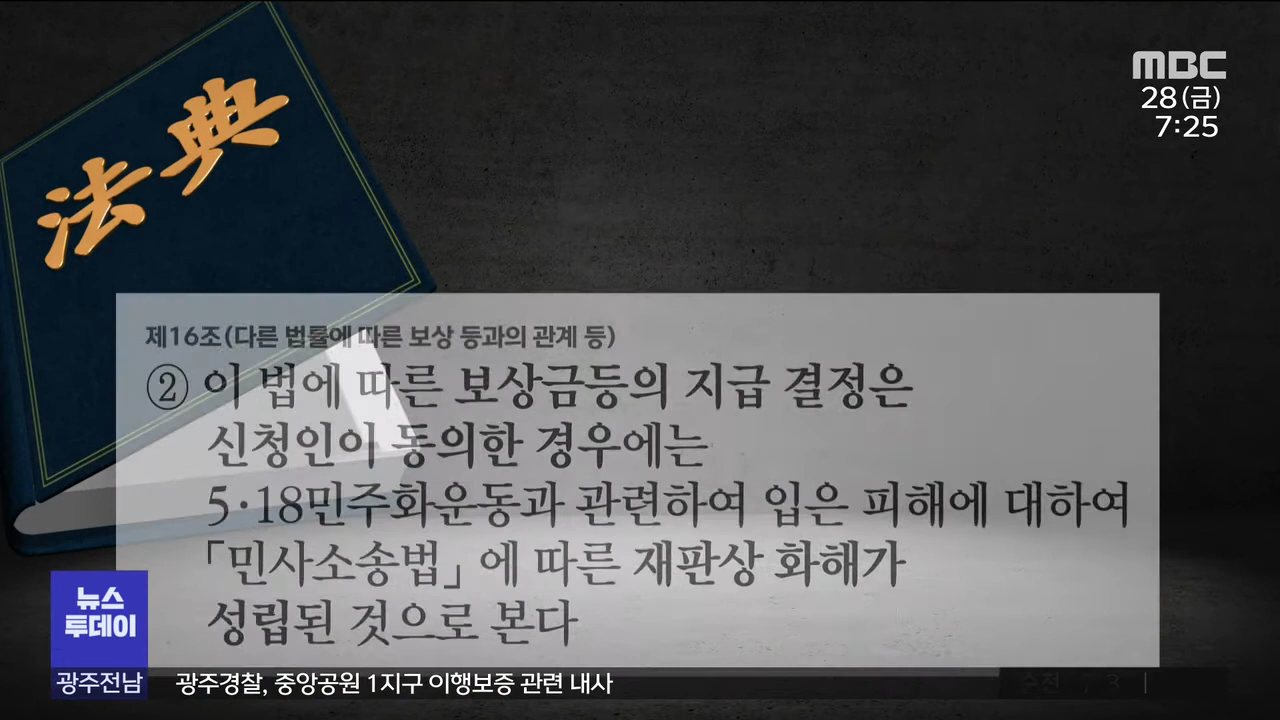 法典
MBC
28(금)
7:25
제16조(다른 법률에 따른 보상 등과의 관계 등)
② 이 법에 따른 보상금등의 지급 결정은
신청인이 동의한 경우에는
5·18민주화운동과 관련하여 입은 피해에 대하여
「민사소송법」에 따른 재판상 화해가
성립된 것으로 본다
뉴스
투데이
광주전남
광주경찰, 중앙공원 1지구 이행보증 관련 내사